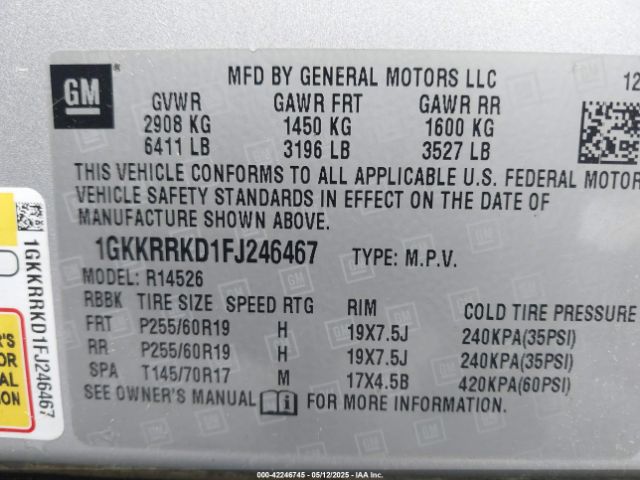 GM
MFD BY GENERAL MOTORS LLC
12
GVWR GAWR FRT GAWR RR
2908 KG 1450 KG 1600 KG
6411 LB 3196 LB 3527 LB
THIS VEHICLE CONFORMS TO ALL APPLICABLE U.S. FEDERAL MOTOR
VEHICLE SAFETY STANDARDS IN EFFECT ON THE DATE OF
MANUFACTURE SHOWN ABOVE.
1GKKRRKD1FJ246467 TYPE: M.P.V.
MODEL: R14526
RBBK TIRE SIZE SPEED RTG RIM COLD TIRE PRESSURE
FRT P255/60R19 H 19X7.5J 240KPA(35PSI)
RR P255/60R19 H 19X7.5J 240KPA(35PSI)
SPA T145/70R17 M 17X4.5B 420KPA(60PSI)
SEE OWNER'S MANUAL FOR MORE INFORMATION.
1GKKRRKD1FJ246467
000-42246745 - 05/12/2025 - IAA, Inc.